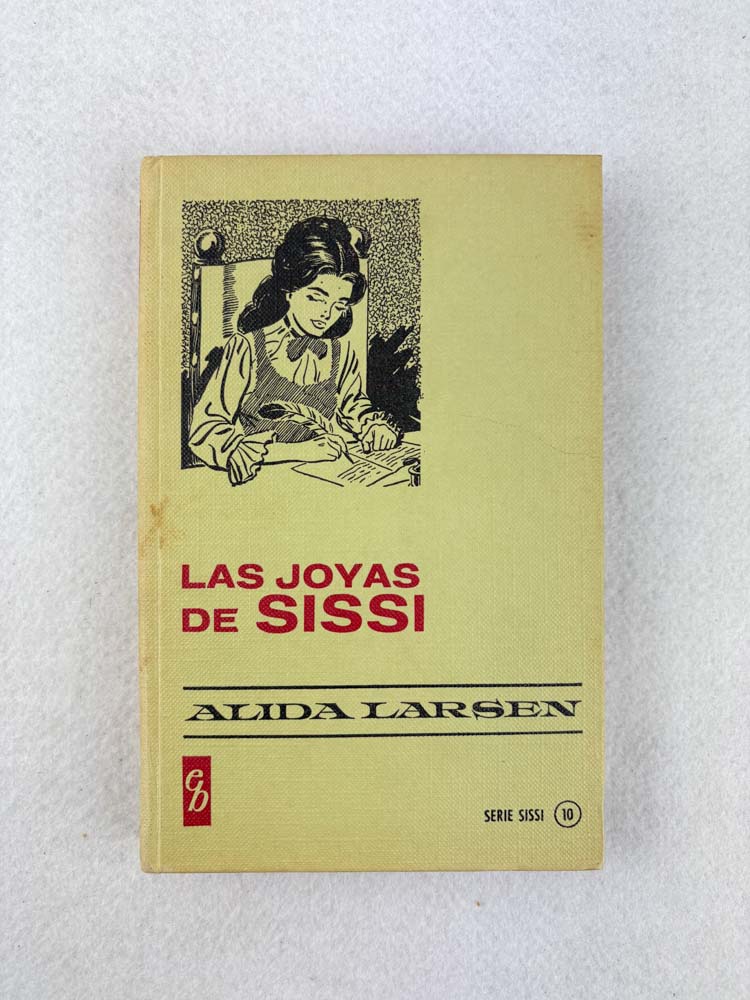 LAS JOYAS
DE SISSI
ALIDA LARSEN
eb
SERIE SISSI 10